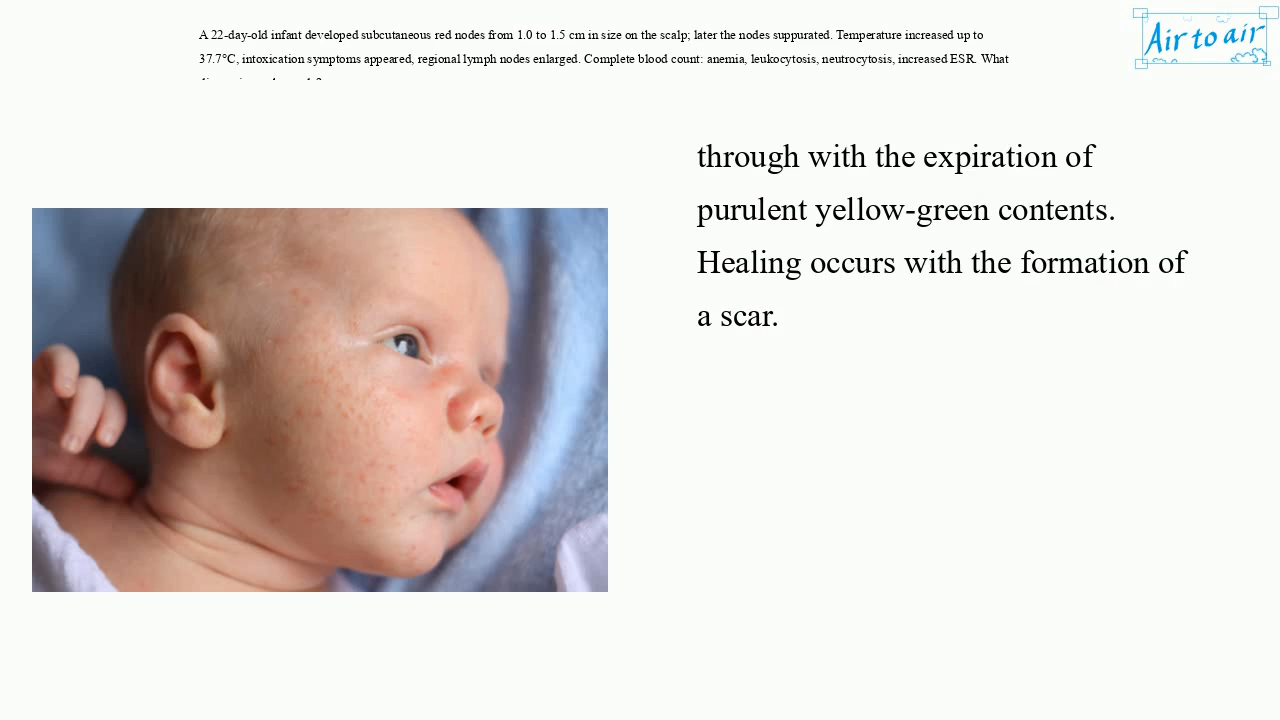 A 22-day-old infant developed subcutaneous red nodes from 1.0 to 1.5 cm in size on the scalp; later the nodes suppurated. Temperature increased up to
37.7°C, intoxication symptoms appeared, regional lymph nodes enlarged. Complete blood count: anemia, leukocytosis, neutrocytosis, increased ESR. What
Air to air
through with the expiration of
purulent yellow-green contents.
Healing occurs with the formation of
a scar.